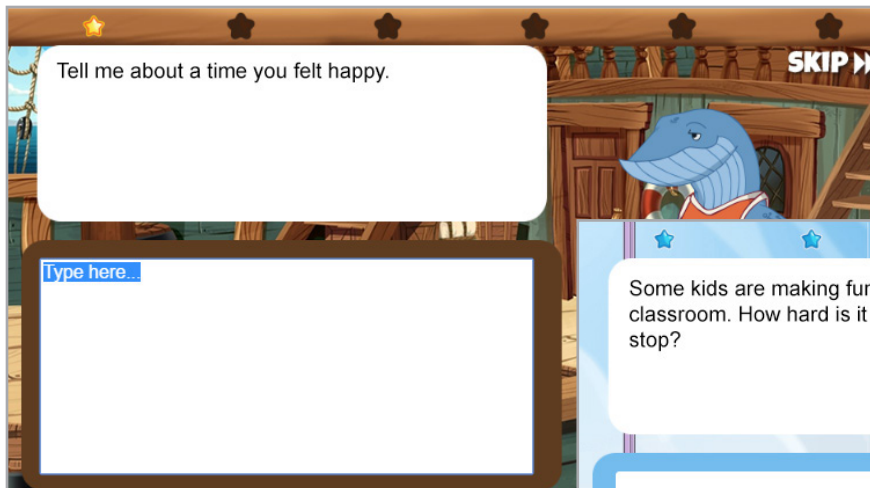 Tell me about a time you felt happy.
SKIP
Type here...
Some kids are making
classroom. How hard is it
stop?